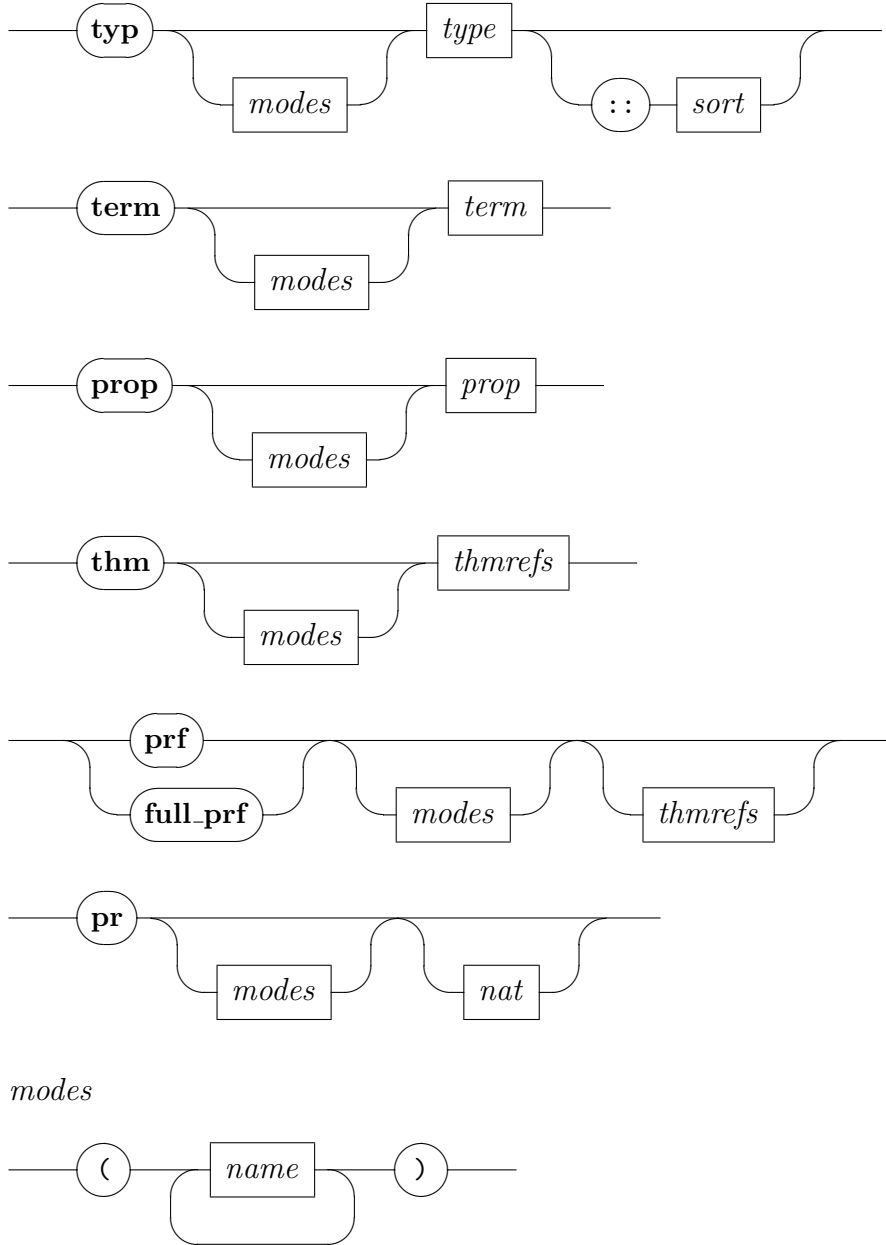 typ type
modes :: sort
term term
modes
prop prop
modes
thm thmrefs
modes
prf
full_prf modes thmrefs
pr
modes nat
modes
( name )